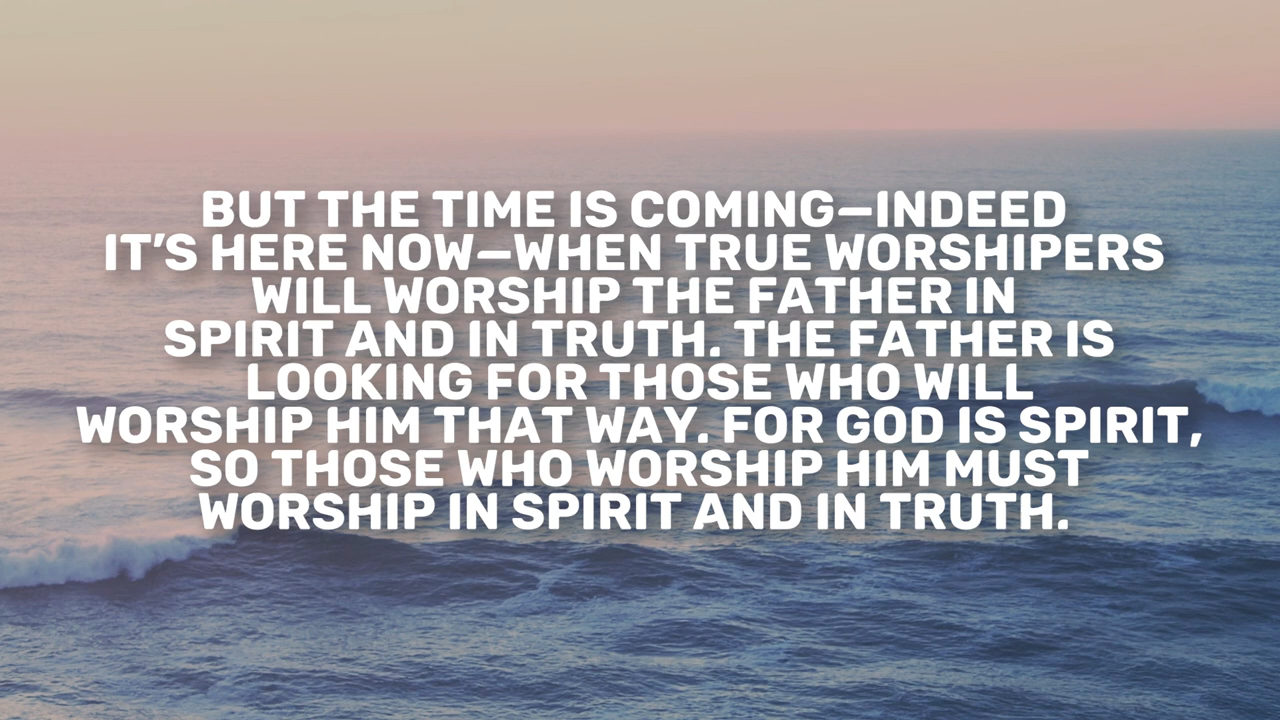 BUT THE TIME IS COMING—INDEED
IT’S HERE NOW—WHEN TRUE WORSHIPERS
WILL WORSHIP THE FATHER IN
SPIRIT AND IN TRUTH. THE FATHER IS
LOOKING FOR THOSE WHO WILL
WORSHIP HIM THAT WAY. FOR GOD IS SPIRIT,
SO THOSE WHO WORSHIP HIM MUST
WORSHIP IN SPIRIT AND IN TRUTH.